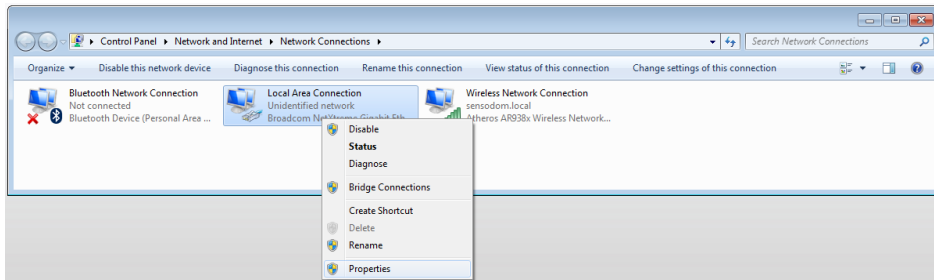 Control Panel ▸ Network and Internet ▸ Network Connections ▸
Search Network Connections
Organize ▾ Disable this network device Diagnose this connection Rename this connection View status of this connection Change settings of this connection
Bluetooth Network Connection
Not connected
Bluetooth Device (Personal Area ...
Local Area Connection
Unidentified network
Broadcom NetXtreme Gigabit Eth
Wireless Network Connection
sensodom.local
Atheros AR938x Wireless Network...
Disable
Status
Diagnose
Bridge Connections
Create Shortcut
Delete
Rename
Properties